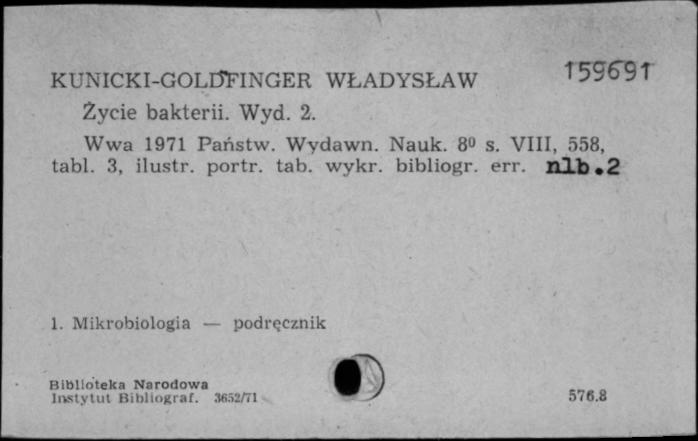 159691
KUNICKI-GOLDFINGER WŁADYSŁAW
Życie bakterii. Wyd. 2.
Wwa 1971 Państw. Wydawn. Nauk. 8⁰ s. VIII, 558,
tabl. 3, ilustr. portr. tab. wykr. bibliogr. err. nlb.2
1. Mikrobiologia — podręcznik
Biblioteka Narodowa
Instytut Bibliograf. 3652/71
576.8